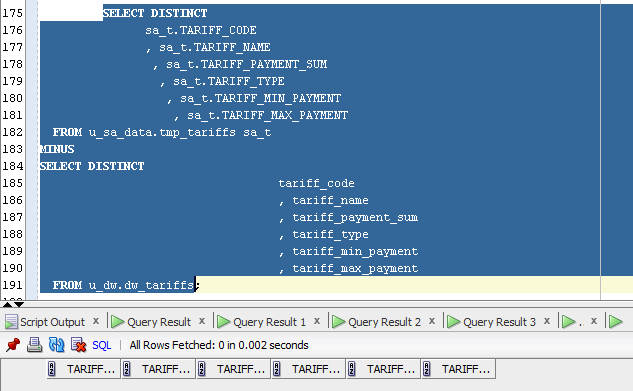 175 SELECT DISTINCT
176 sa_t.TARIFF_CODE
177 , sa_t.TARIFF_NAME
178 , sa_t.TARIFF_PAYMENT_SUM
179 , sa_t.TARIFF_TYPE
180 , sa_t.TARIFF_MIN_PAYMENT
181 , sa_t.TARIFF_MAX_PAYMENT
182 FROM u_sa_data.tmp_tariffs sa_t
183 MINUS
184 SELECT DISTINCT
185 tariff_code
186 , tariff_name
187 , tariff_payment_sum
188 , tariff_type
189 , tariff_min_payment
190 , tariff_max_payment
191 FROM u_dw.dw_tariffs;
Script Output x Query Result x Query Result 1 x Query Result 2 x Query Result 3 x . x
SQL | All Rows Fetched: 0 in 0.002 seconds
TARIFF... TARIFF... TARIFF... TARIFF... TARIFF... TARIFF...